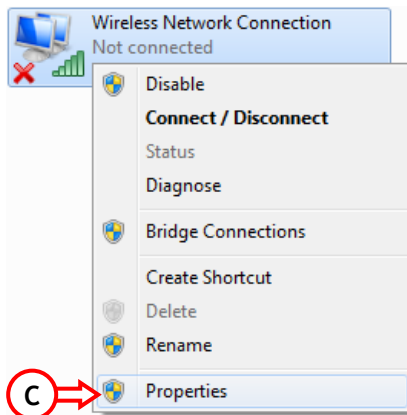 Wireless Network Connection
Not connected
Disable
Connect / Disconnect
Status
Diagnose
Bridge Connections
Create Shortcut
Delete
Rename
C
Properties